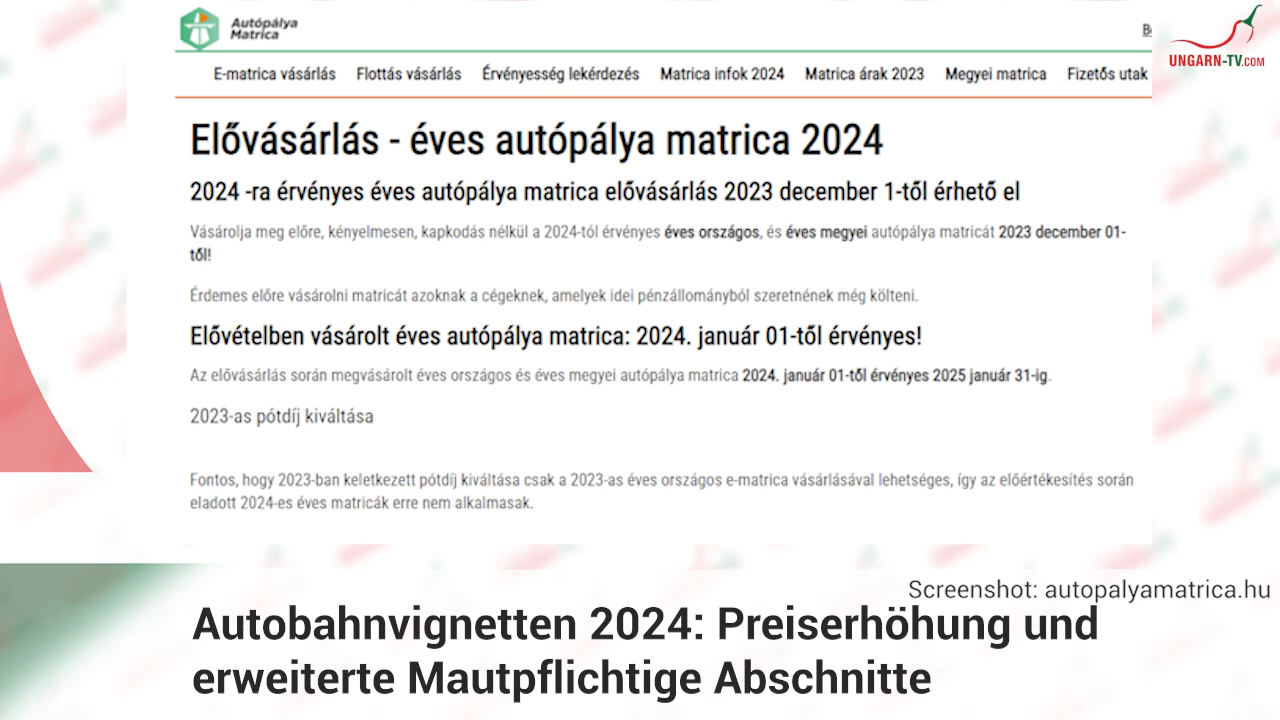 Autópálya
Matrica
UNGARN-TV.COM
E-matrica vásárlás Flottás vásárlás Érvényesség lekérdezés Matrica infok 2024 Matrica árak 2023 Megyei matrica Fizetős utak
Elővásárlás - éves autópálya matrica 2024
2024 -ra érvényes éves autópálya matrica elővásárlás 2023 december 1-től érhető el
Vásárolja meg előre, kényelmesen, kapkodás nélkül a 2024-tól érvényes éves országos, és éves megyei autópálya matricát 2023 december 01-
től!
Érdemes előre vásárolni matricát azoknak a cégeknek, amelyek idei pénzállományból szeretnének még költeni.
Elővételben vásárolt éves autópálya matrica: 2024. január 01-től érvényes!
Az elővásárlás során megvásárolt éves országos és éves megyei autópálya matrica 2024. január 01-től érvényes 2025 január 31-ig.
2023-as pótdíj kiváltása
Fontos, hogy 2023-ban keletkezett pótdíj kiváltása csak a 2023-as éves országos e-matrica vásárlásával lehetséges, így az előértékesítés során
eladott 2024-es éves matricák erre nem alkalmasak.
Screenshot: autopalyamatrica.hu
Autobahnvignetten 2024: Preiserhöhung und
erweiterte Mautpflichtige Abschnitte